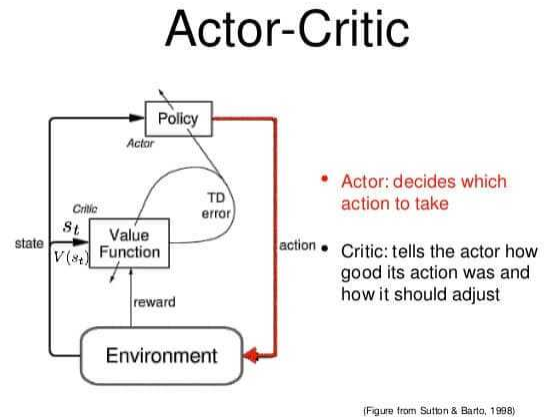 Actor-Critic
Policy
Actor
TD
error
Critic
St
state
V(st)
Value
Function
action
reward
Environment
• Actor: decides which
action to take
• Critic: tells the actor how
good its action was and
how it should adjust
(Figure from Sutton & Barto, 1998)